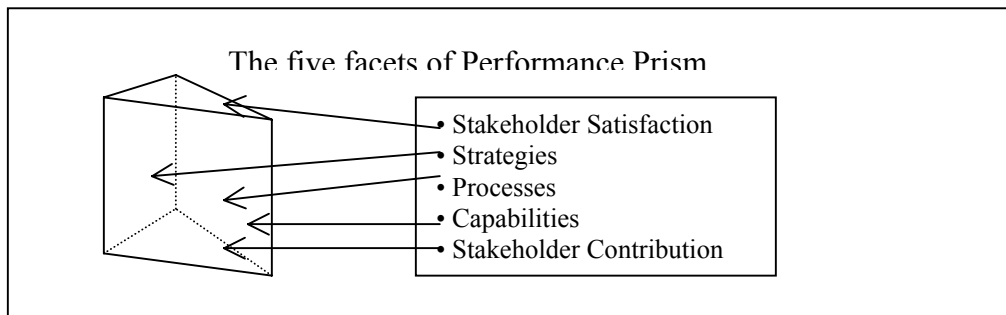 The five facets of Performance Prism
• Stakeholder Satisfaction
• Strategies
• Processes
• Capabilities
• Stakeholder Contribution